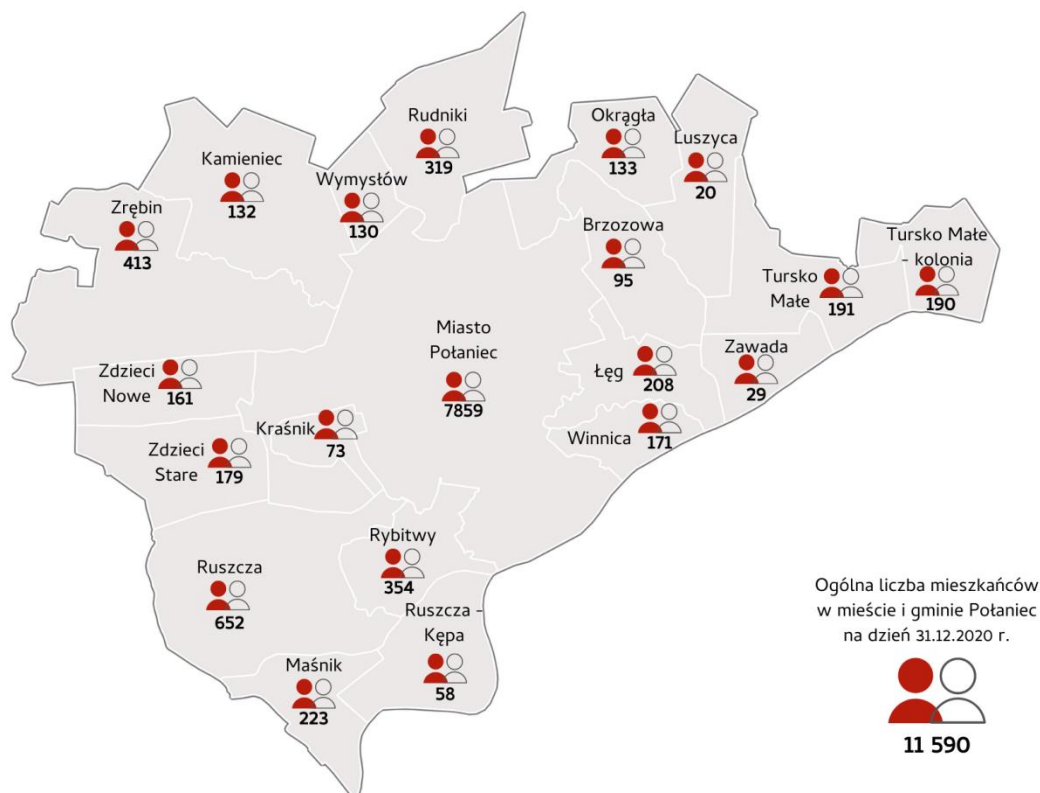 Rudniki
319
Okrągła
133
Luszyca
20
Kamieniec
132
Wymysłów
130
Zrębin
413
Brzozowa
95
Tursko Małe
- kolonia
190
Tursko
Małe
191
Miasto
Połaniec
7859
Łęg
208
Zawada
29
Zdzieci
Nowe
161
Kraśnik
73
Winnica
171
Zdzieci
Stare
179
Rybitwy
354
Ruszcza
652
Ruszcza -
Kępa
58
Maśnik
223
Ogólna liczba mieszkańców
w mieście i gminie Połaniec
na dzień 31.12.2020 r.
11 590